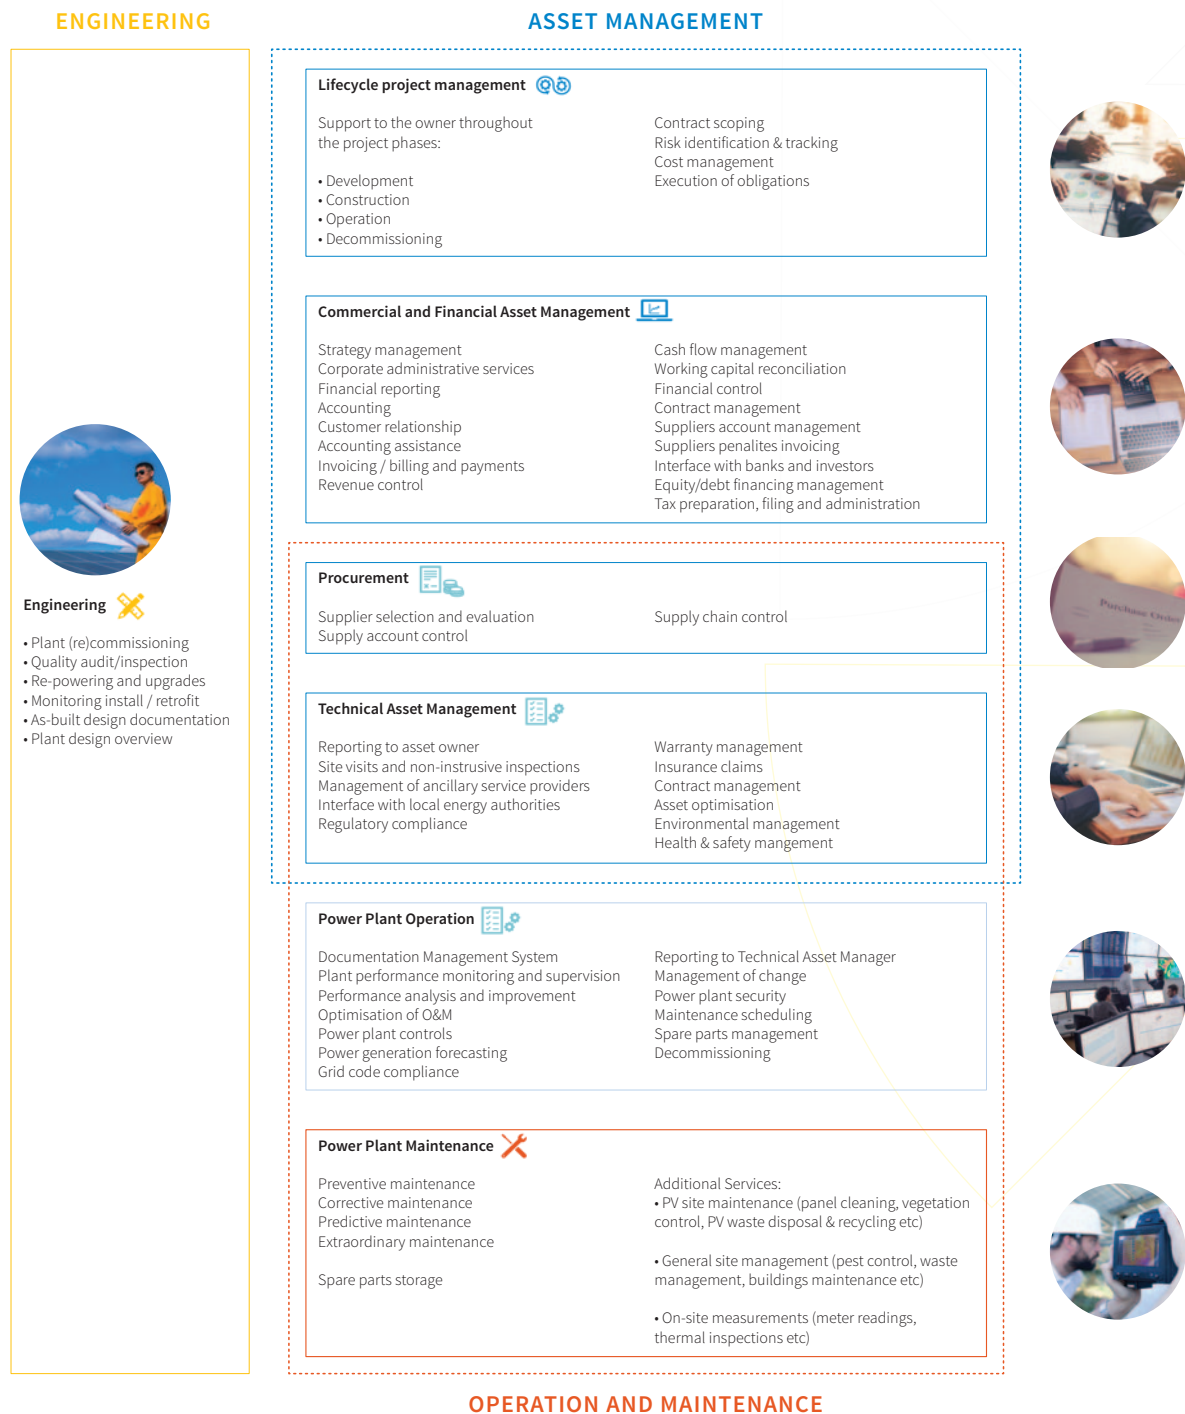 ENGINEERING
ASSET MANAGEMENT
Engineering
• Plant (re)commissioning
• Quality audit/inspection
• Re-powering and upgrades
• Monitoring install / retrofit
• As-built design documentation
• Plant design overview
Lifecycle project management
Support to the owner throughout
the project phases:
• Development
• Construction
• Operation
• Decommissioning
Contract scoping
Risk identification & tracking
Cost management
Execution of obligations
Commercial and Financial Asset Management
Strategy management
Corporate administrative services
Financial reporting
Accounting
Customer relationship
Accounting assistance
Invoicing / billing and payments
Revenue control
Cash flow management
Working capital reconciliation
Financial control
Contract management
Suppliers account management
Suppliers penalites invoicing
Interface with banks and investors
Equity/debt financing management
Tax preparation, filing and administration
Procurement
Supplier selection and evaluation
Supply account control
Supply chain control
Purchase Order
Technical Asset Management
Reporting to asset owner
Site visits and non-instrusive inspections
Management of ancillary service providers
Interface with local energy authorities
Regulatory compliance
Warranty management
Insurance claims
Contract management
Asset optimisation
Environmental management
Health & safety mangement
Power Plant Operation
Documentation Management System
Plant performance monitoring and supervision
Performance analysis and improvement
Optimisation of O&M
Power plant controls
Power generation forecasting
Grid code compliance
Reporting to Technical Asset Manager
Management of change
Power plant security
Maintenance scheduling
Spare parts management
Decommissioning
Power Plant Maintenance
Preventive maintenance
Corrective maintenance
Predictive maintenance
Extraordinary maintenance
Spare parts storage
Additional Services:
• PV site maintenance (panel cleaning, vegetation
control, PV waste disposal & recycling etc)
• General site management (pest control, waste
management, buildings maintenance etc)
• On-site measurements (meter readings,
thermal inspections etc)
OPERATION AND MAINTENANCE